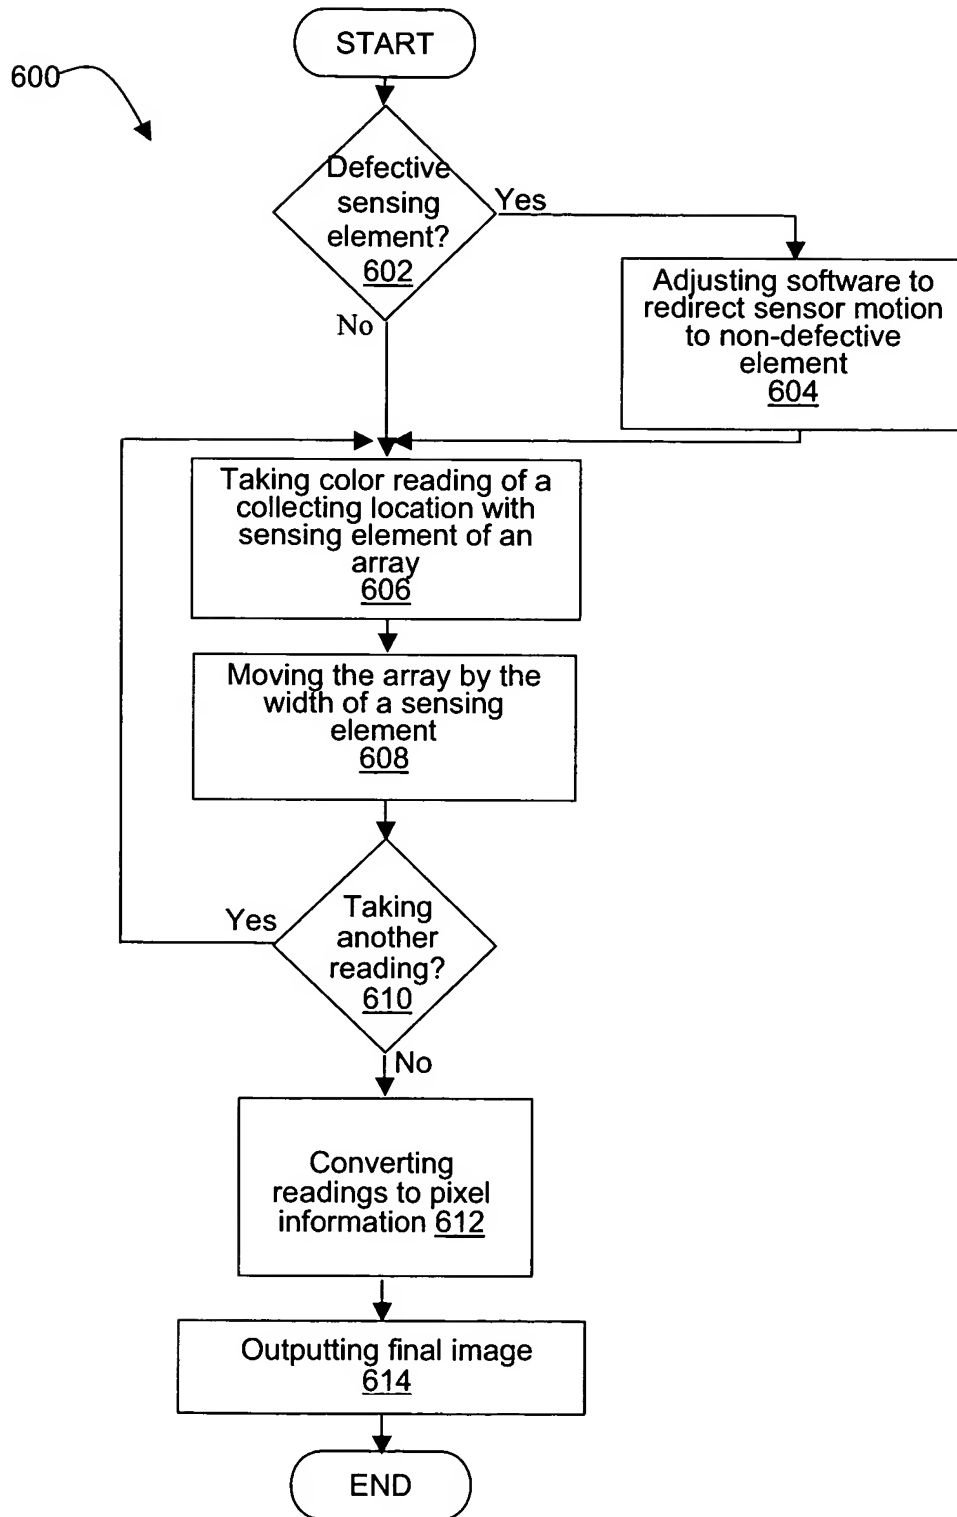 START
600
Defective
sensing
element?
602
Yes
No
Adjusting software to
redirect sensor motion
to non-defective
element
604
Taking color reading of a
collecting location with
sensing element of an
array
606
Moving the array by the
width of a sensing
element
608
Yes
Taking
another
reading?
610
No
Converting
readings to pixel
information 612
Outputting final image
614
END